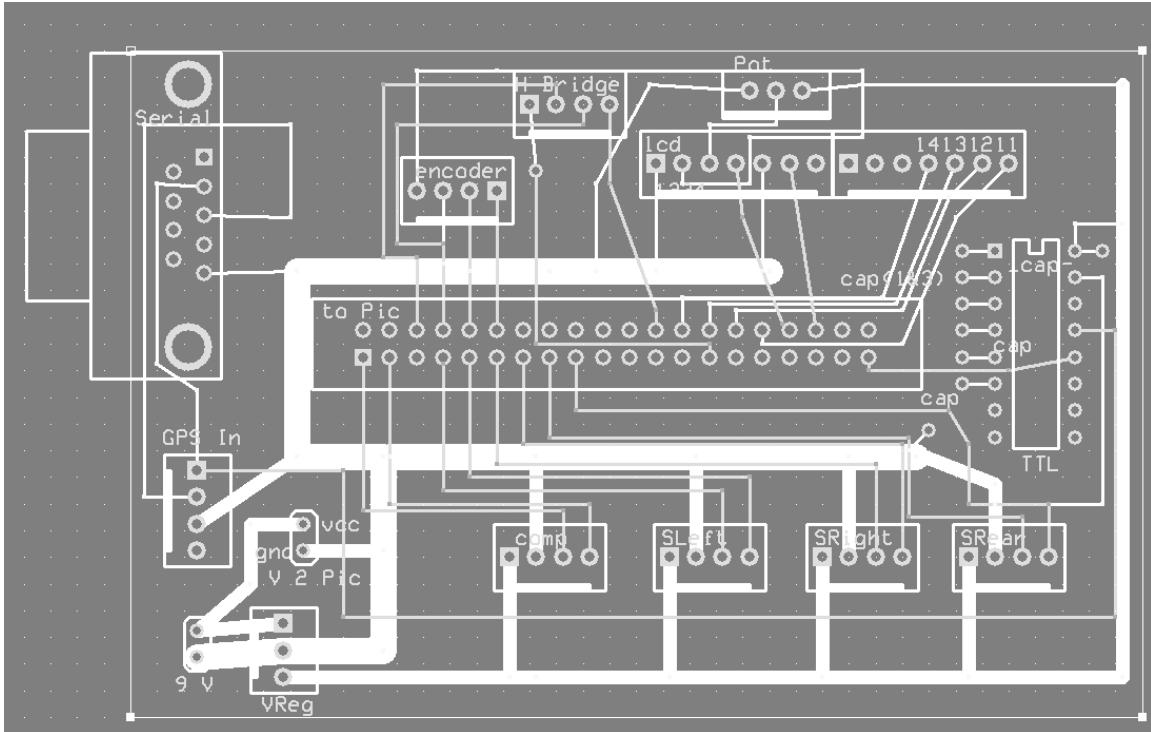 Pot
H Bridge
Serial
lcd
14131211
encoder
cap(1&3)
1cap-
to Pic
cap
cap
GPS In
TTL
vcc
gnd
V 2 Pic
comp
SLeft
SRight
SRear
9 V
VReg